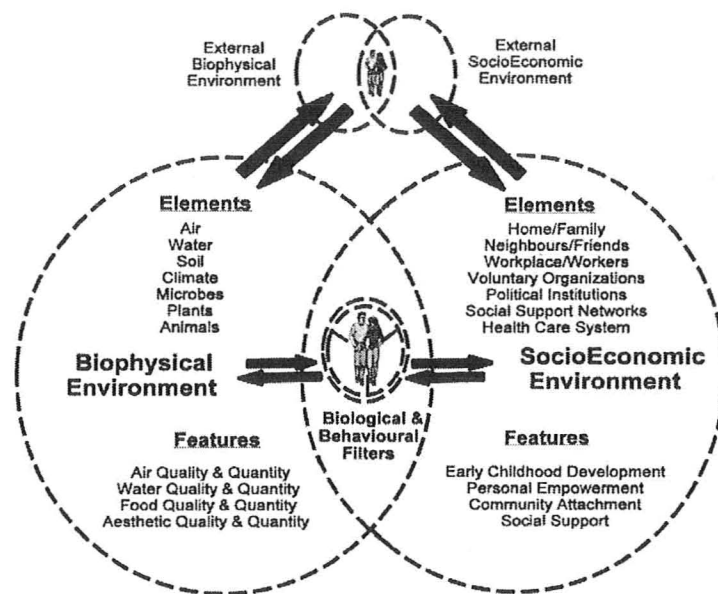 External
Biophysical
Environment
External
SocioEconomic
Environment
Elements
Air
Water
Soil
Climate
Microbes
Plants
Animals
Biophysical
Environment
Features
Air Quality & Quantity
Water Quality & Quantity
Food Quality & Quantity
Aesthetic Quality & Quantity
Biological &
Behavioural
Filters
Elements
Home/Family
Neighbours/Friends
Workplace/Workers
Voluntary Organizations
Political Institutions
Social Support Networks
Health Care System
SocioEconomic
Environment
Features
Early Childhood Development
Personal Empowerment
Community Attachment
Social Support